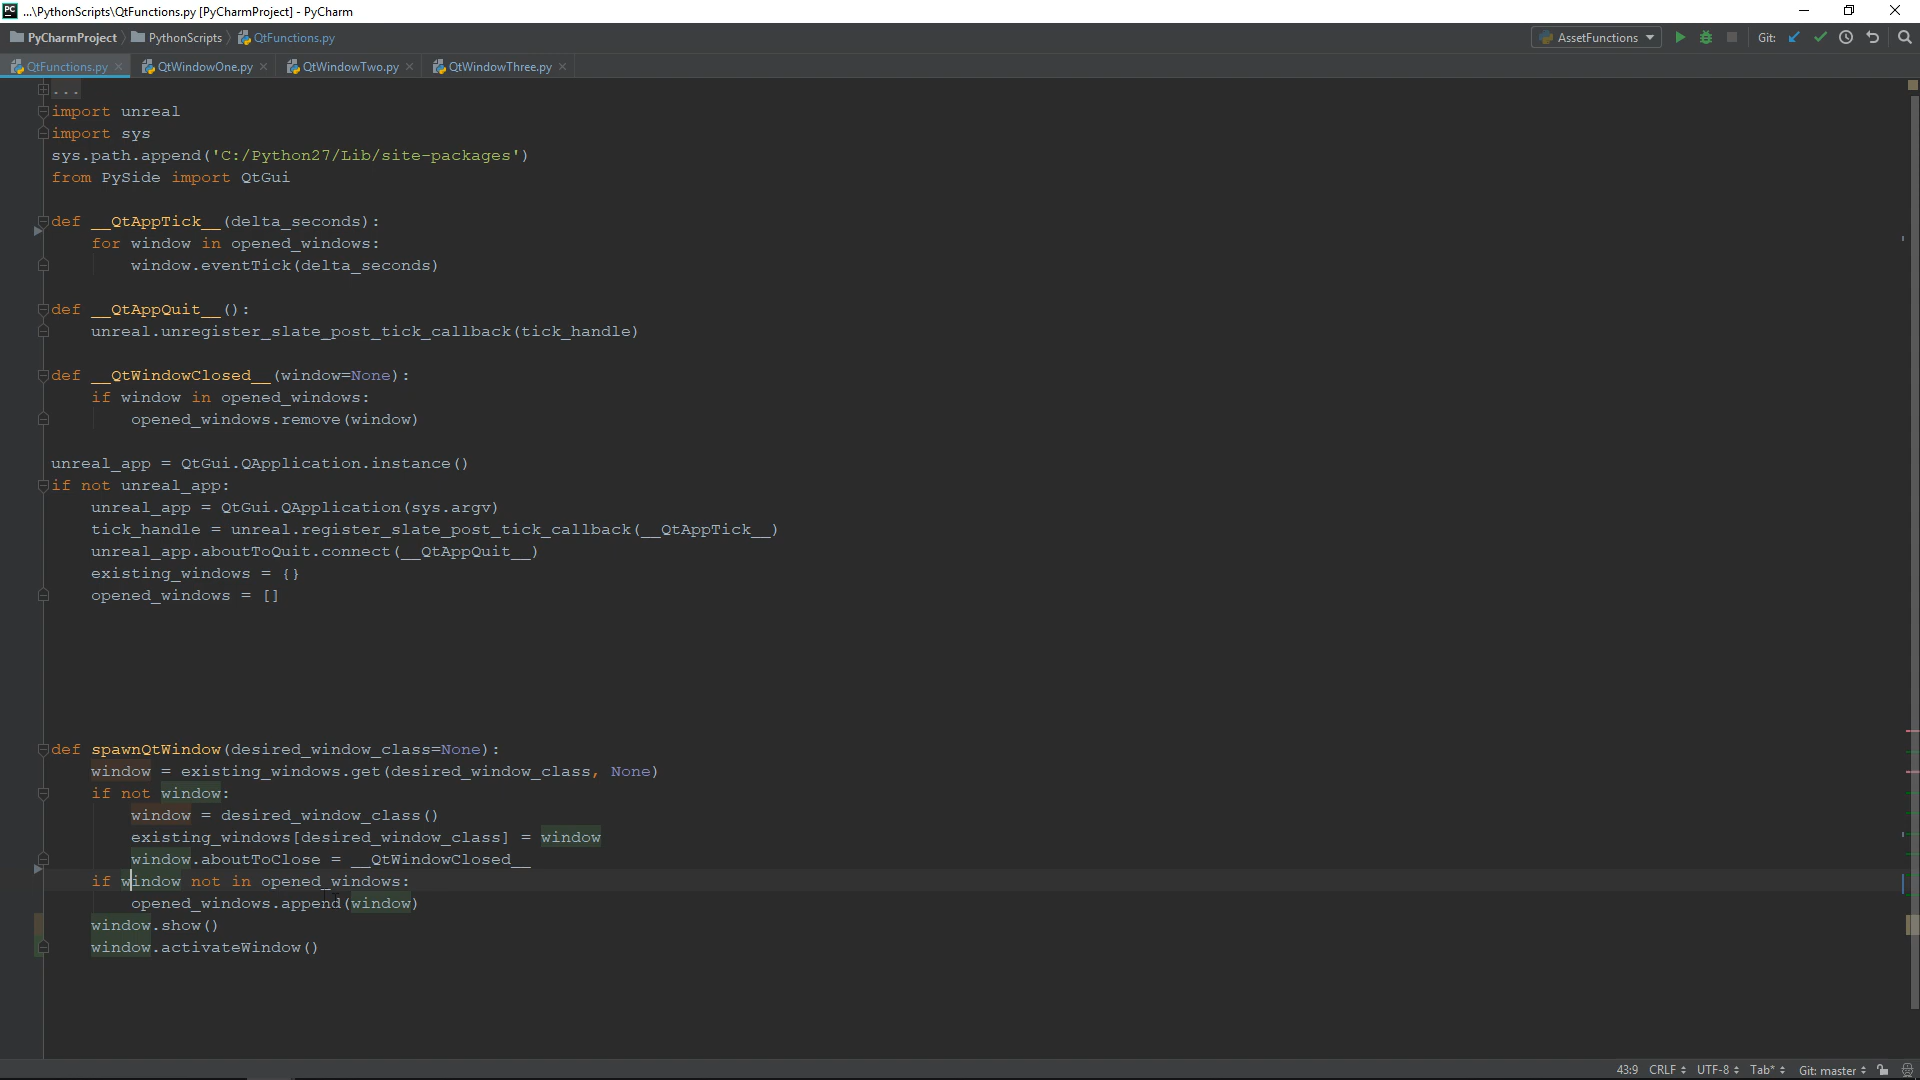 PC ...\PythonScripts\QtFunctions.py [PyCharmProject] - PyCharm
PyCharmProject PythonScripts QtFunctions.py AssetFunctions Git:
QtFunctions.py QtWindowOne.py QtWindowTwo.py QtWindowThree.py
...
import unreal
import sys
sys.path.append('C:/Python27/Lib/site-packages')
from PySide import QtGui
def __QtAppTick__(delta_seconds):
for window in opened_windows:
window.eventTick(delta_seconds)
def __QtAppQuit__():
unreal.unregister_slate_post_tick_callback(tick_handle)
def __QtWindowClosed__(window=None):
if window in opened_windows:
opened_windows.remove(window)
unreal_app = QtGui.QApplication.instance()
if not unreal_app:
unreal_app = QtGui.QApplication(sys.argv)
tick_handle = unreal.register_slate_post_tick_callback(__QtAppTick__)
unreal_app.aboutToQuit.connect(__QtAppQuit__)
existing_windows = {}
opened_windows = []
def spawnQtWindow(desired_window_class=None):
window = existing_windows.get(desired_window_class, None)
if not window:
window = desired_window_class()
existing_windows[desired_window_class] = window
window.aboutToClose = __QtWindowClosed__
if window not in opened_windows:
opened_windows.append(window)
window.show()
window.activateWindow()
43:9 CRLF UTF-8 Tab* Git: master